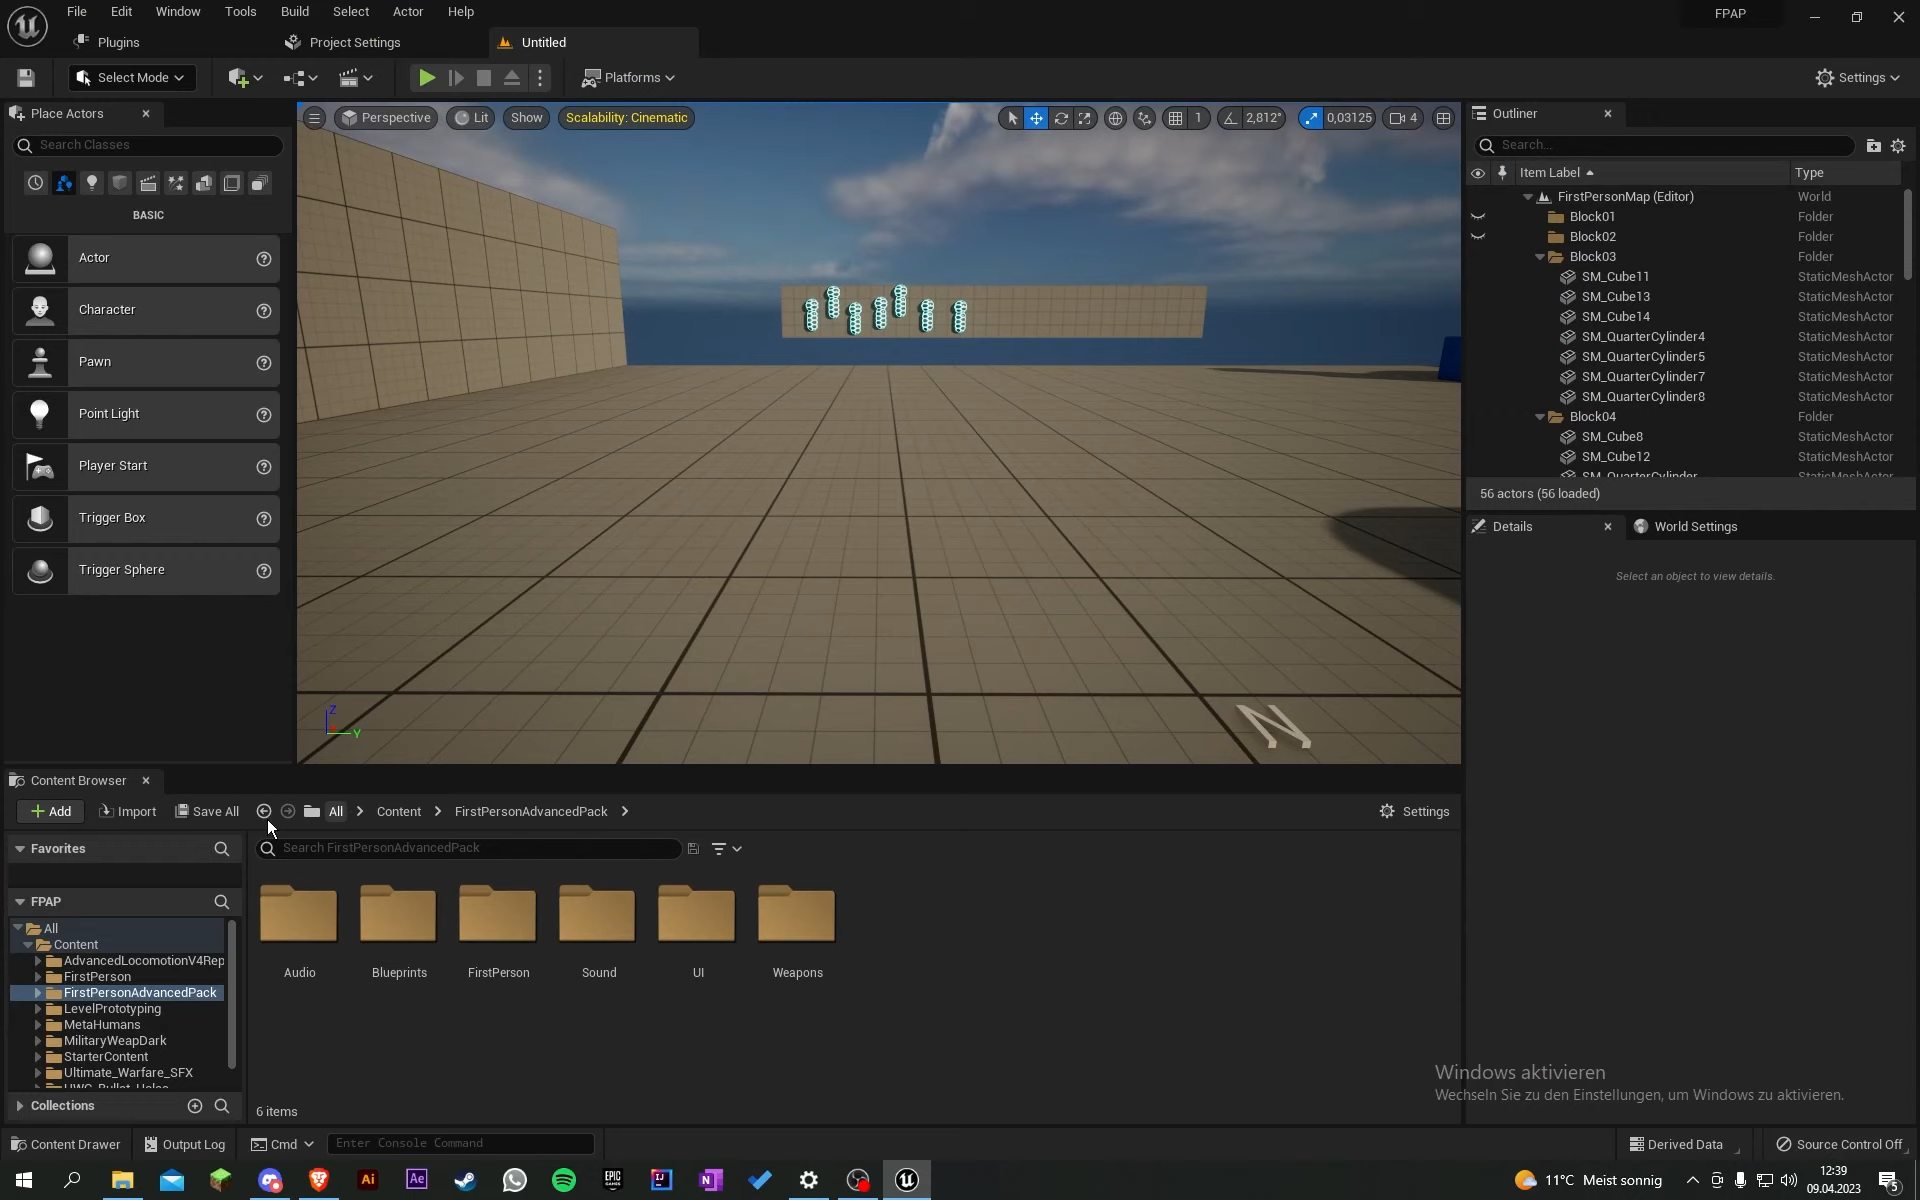 File Edit Window Tools Build Select Actor Help
FPAP
Plugins
Project Settings
Untitled
Select Mode
Platforms
Settings
Place Actors
Search Classes
BASIC
Actor
Character
Pawn
Point Light
Player Start
Trigger Box
Trigger Sphere
Perspective
Lit
Show
Scalability: Cinematic
1
2,812°
0,03125
4
Z
Y
N
Outliner
Search...
Item Label
Type
FirstPersonMap (Editor) World
Block01 Folder
Block02 Folder
Block03 Folder
SM_Cube11 StaticMeshActor
SM_Cube13 StaticMeshActor
SM_Cube14 StaticMeshActor
SM_QuarterCylinder4 StaticMeshActor
SM_QuarterCylinder5 StaticMeshActor
SM_QuarterCylinder7 StaticMeshActor
SM_QuarterCylinder8 StaticMeshActor
Block04 Folder
SM_Cube8 StaticMeshActor
SM_Cube12 StaticMeshActor
SM_QuarterCylinder StaticMeshActor
56 actors (56 loaded)
Details
World Settings
Select an object to view details.
Content Browser
Add
Import
Save All
All
Content
FirstPersonAdvancedPack
Settings
Favorites
Search FirstPersonAdvancedPack
FPAP
All
Content
AdvancedLocomotionV4Rep
FirstPerson
FirstPersonAdvancedPack
LevelPrototyping
MetaHumans
MilitaryWeapDark
StarterContent
Ultimate_Warfare_SFX
Collections
Audio
Blueprints
FirstPerson
Sound
UI
Weapons
6 items
Windows aktivieren
Wechseln Sie zu den Einstellungen, um Windows zu aktivieren.
Content Drawer
Output Log
Cmd
Enter Console Command
Derived Data
Source Control Off
Ai
Ae
EPIC
GAMES
IJ
N
11°C Meist sonnig
12:39
09.04.2023
5